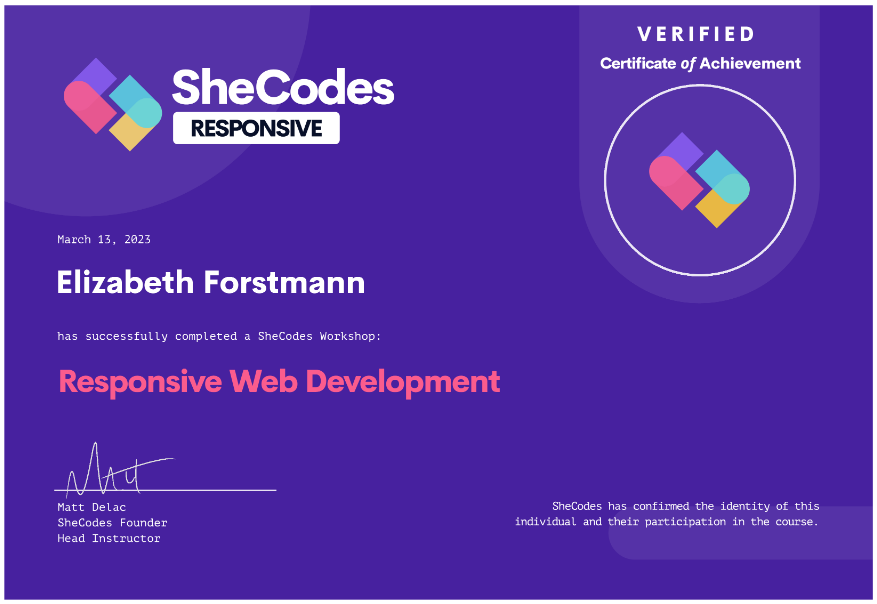 SheCodes
RESPONSIVE
VERIFIED
Certificate of Achievement
March 13, 2023
Elizabeth Forstmann
has successfully completed a SheCodes Workshop:
Responsive Web Development
Matt
Matt Delac
SheCodes Founder
Head Instructor
SheCodes has confirmed the identity of this
individual and their participation in the course.